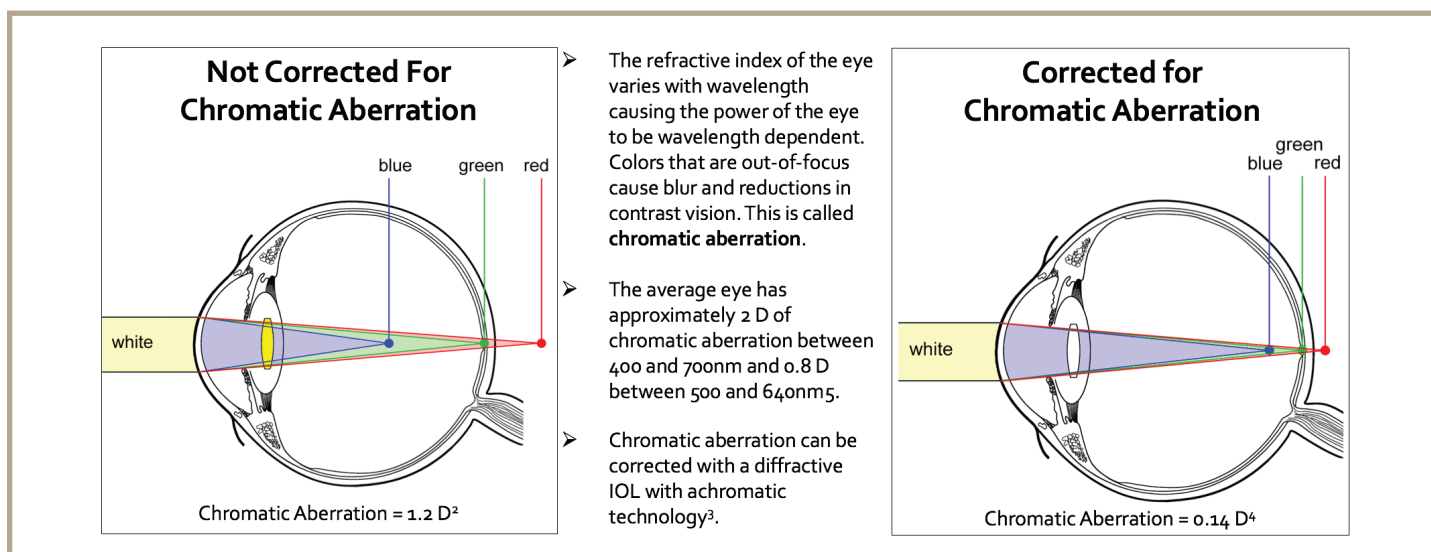 Not Corrected For
Chromatic Aberration
blue
green
red
white
Chromatic Aberration = 1.2 D²
➢ The refractive index of the eye
varies with wavelength
causing the power of the eye
to be wavelength dependent.
Colors that are out-of-focus
cause blur and reductions in
contrast vision. This is called
chromatic aberration.
➢ The average eye has
approximately 2 D of
chromatic aberration between
400 and 700nm and 0.8 D
between 500 and 640nm5.
➢ Chromatic aberration can be
corrected with a diffractive
IOL with achromatic
technology³.
Corrected for
Chromatic Aberration
green
blue
red
white
Chromatic Aberration = 0.14 D⁴